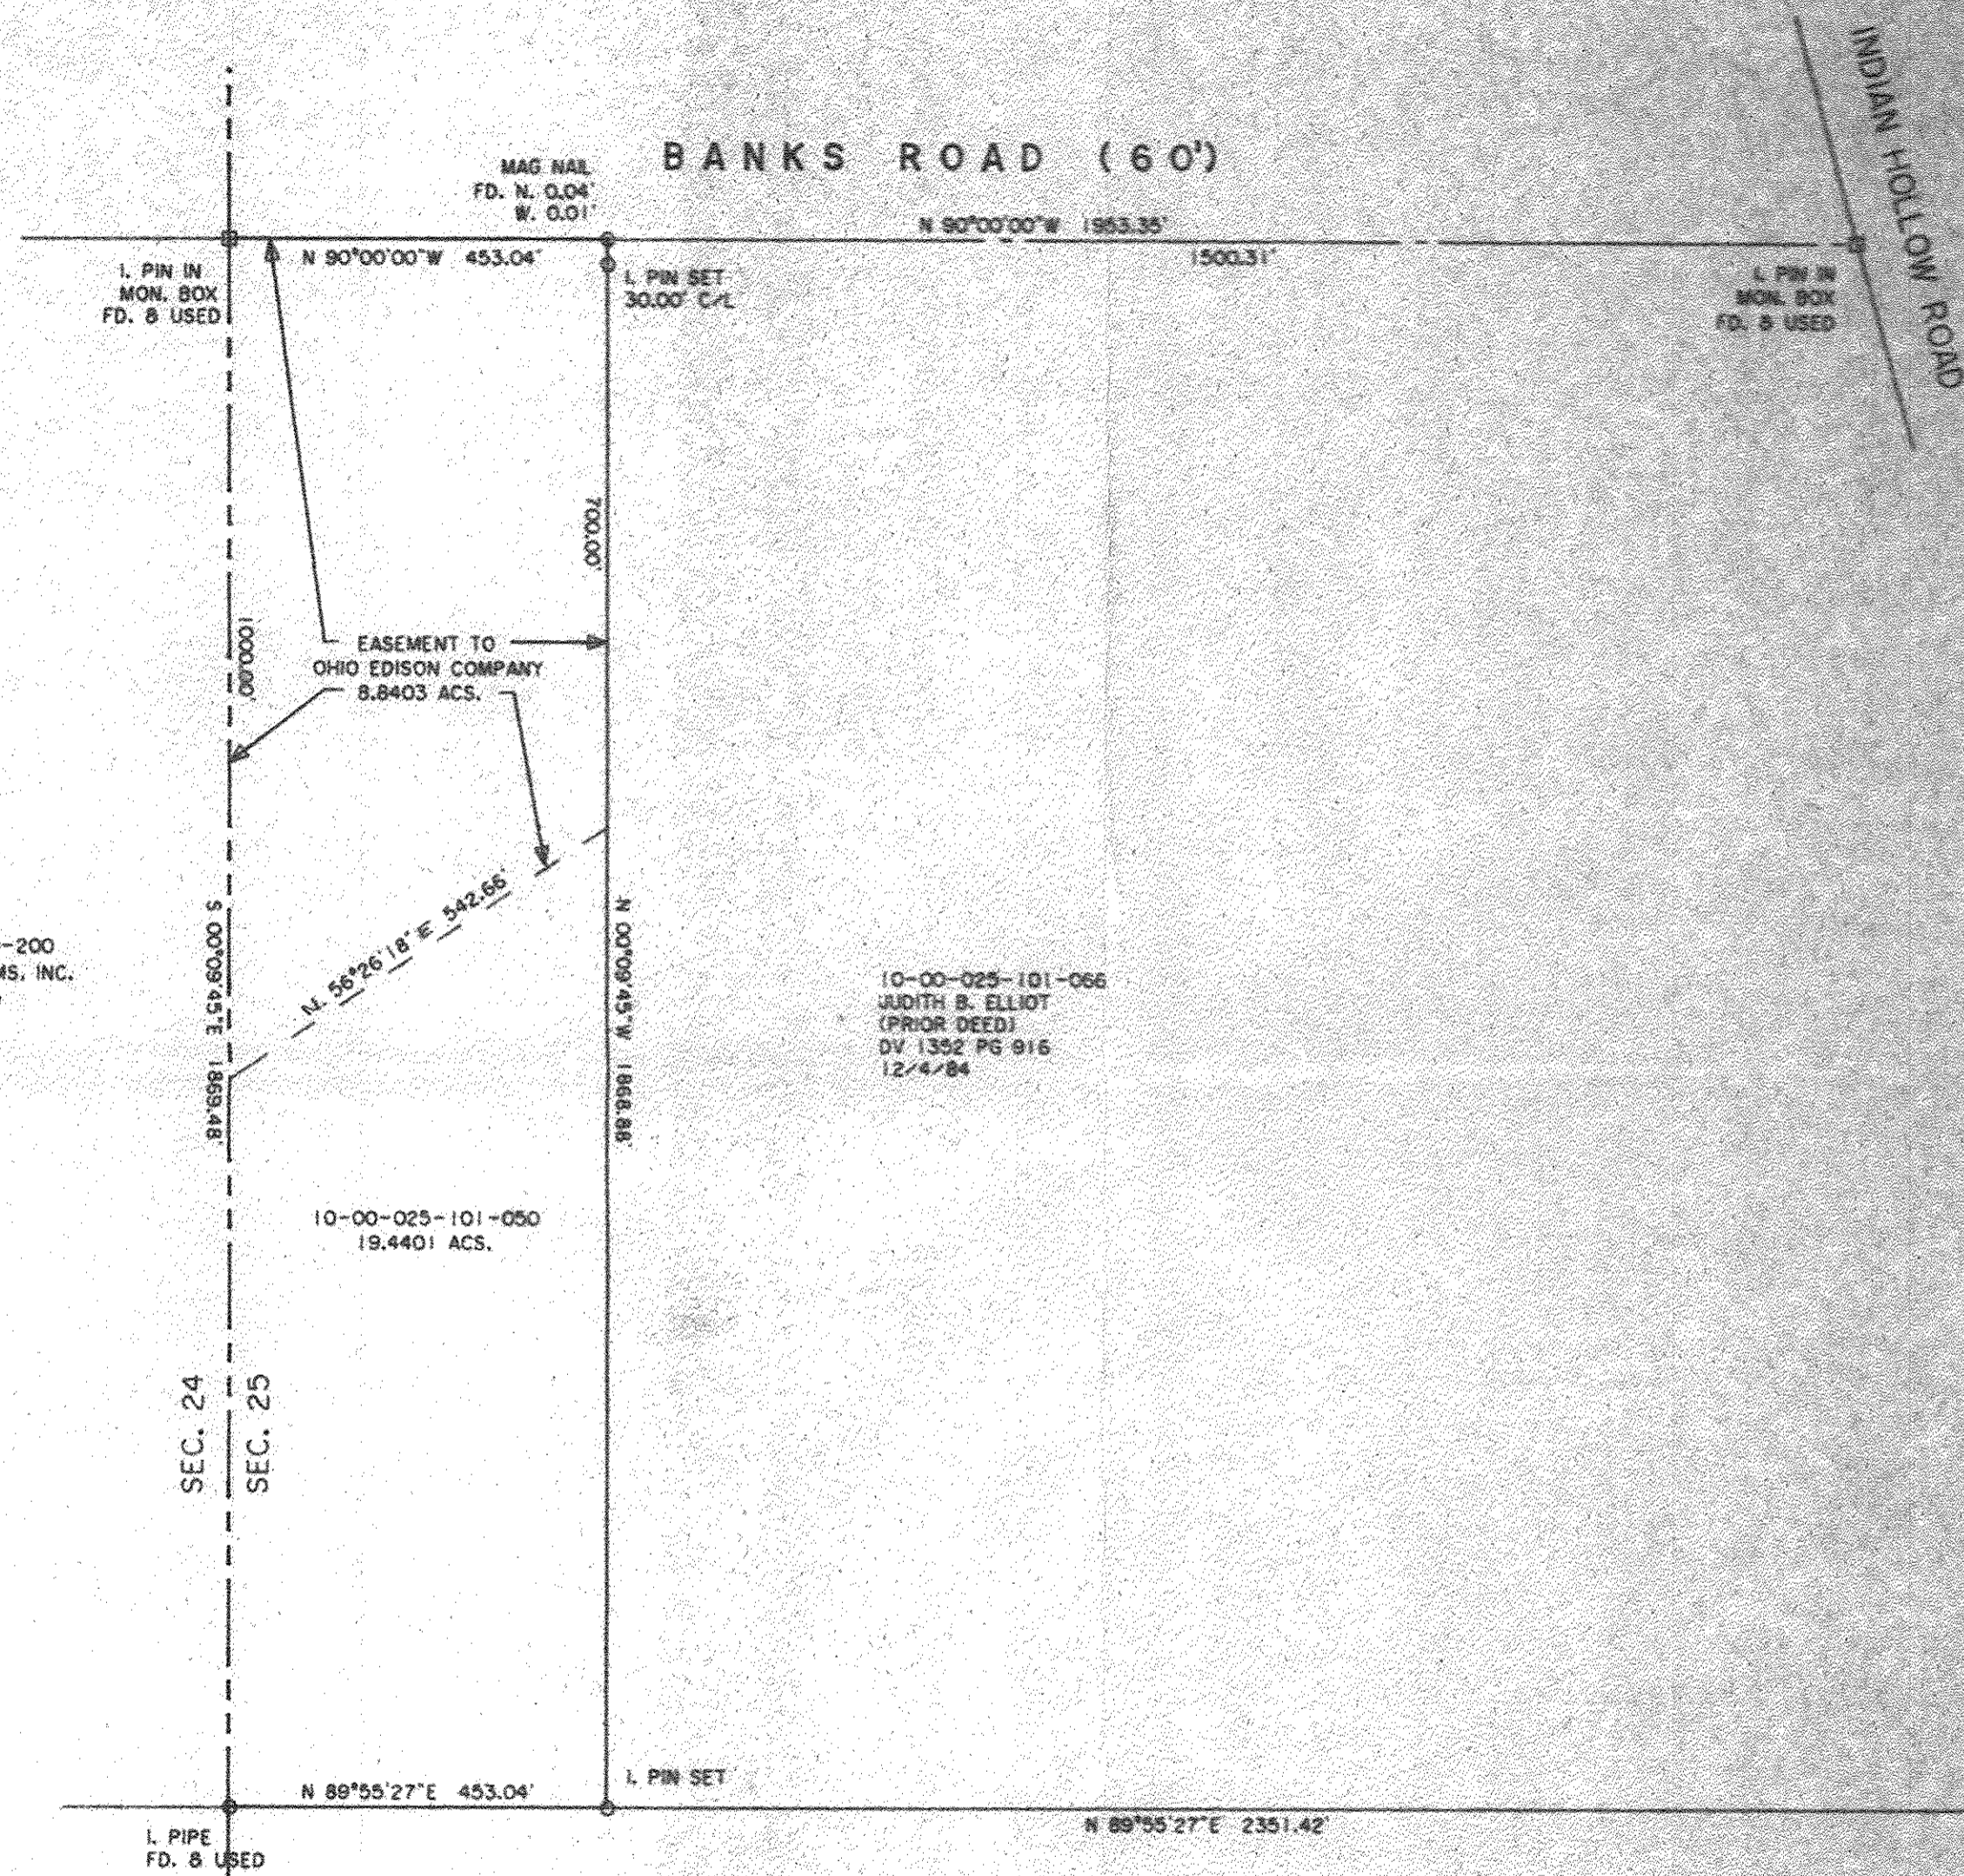 INDIAN HOLLOW ROAD
BANKS ROAD (60')
MAG NAIL
FD. N. 0.04'
W. 0.01'
N 90°00'00"W 1953.35'
N 90°00'00"W 453.04'
1500.31'
I. PIN IN
MON. BOX
FD. & USED
I. PIN SET
30.00' C/L
I. PIN IN
MON. BOX
FD. & USED
700.00'
1000.00'
EASEMENT TO
OHIO EDISON COMPANY
8.8403 ACS.
N. 56°26'18" E 542.66'
S 00°09'45"E 1869.48'
N 00°09'45"W 1868.88'
-200
MS, INC.
10-00-025-101-066
JUDITH B. ELLIOT
(PRIOR DEED)
DV 1352 PG 916
12/4/84
10-00-025-101-050
19.4401 ACS.
SEC. 24
SEC. 25
N 89°55'27"E 453.04'
I. PIN SET
N 89°55'27"E 2351.42'
I. PIPE
FD. & USED